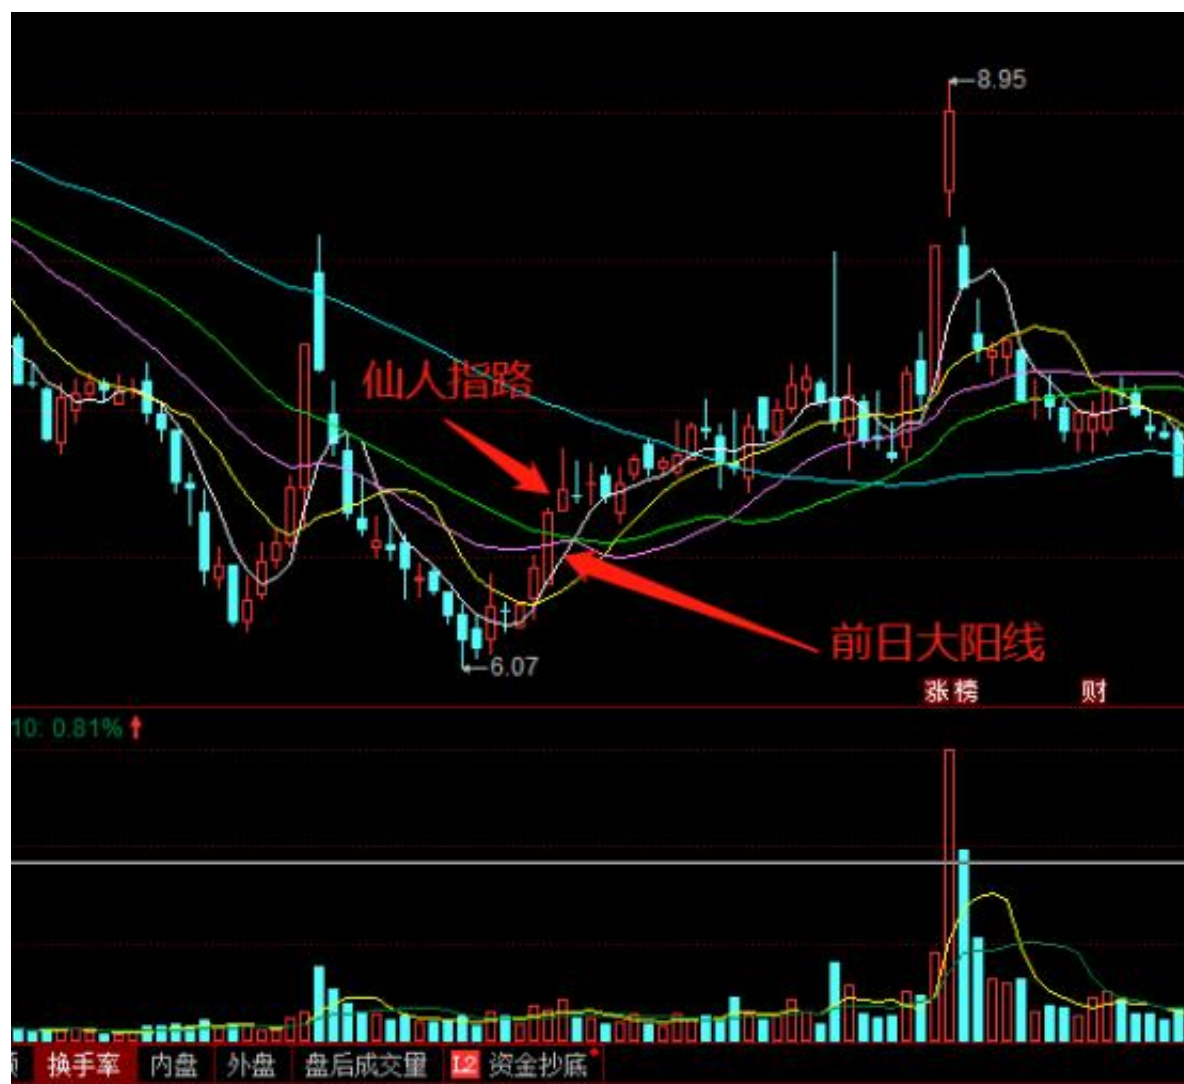 ←8.95
仙人指路
前日大阳线
←6.07
涨 榜 财
10: 0.81%↑
换手率 内盘 外盘 盘后成交量 L2 资金抄底